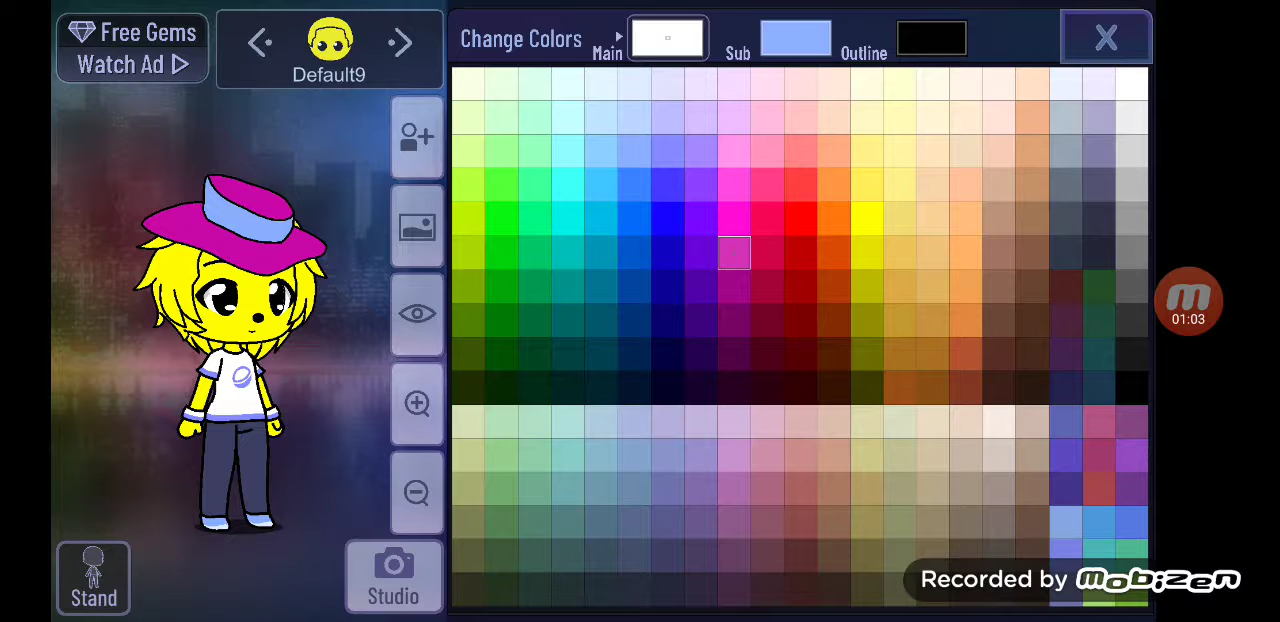 Free Gems
Watch Ad
Default9
Change Colors
Main
Sub
Outline
X
01:03
Stand
Studio
Recorded by mobizen